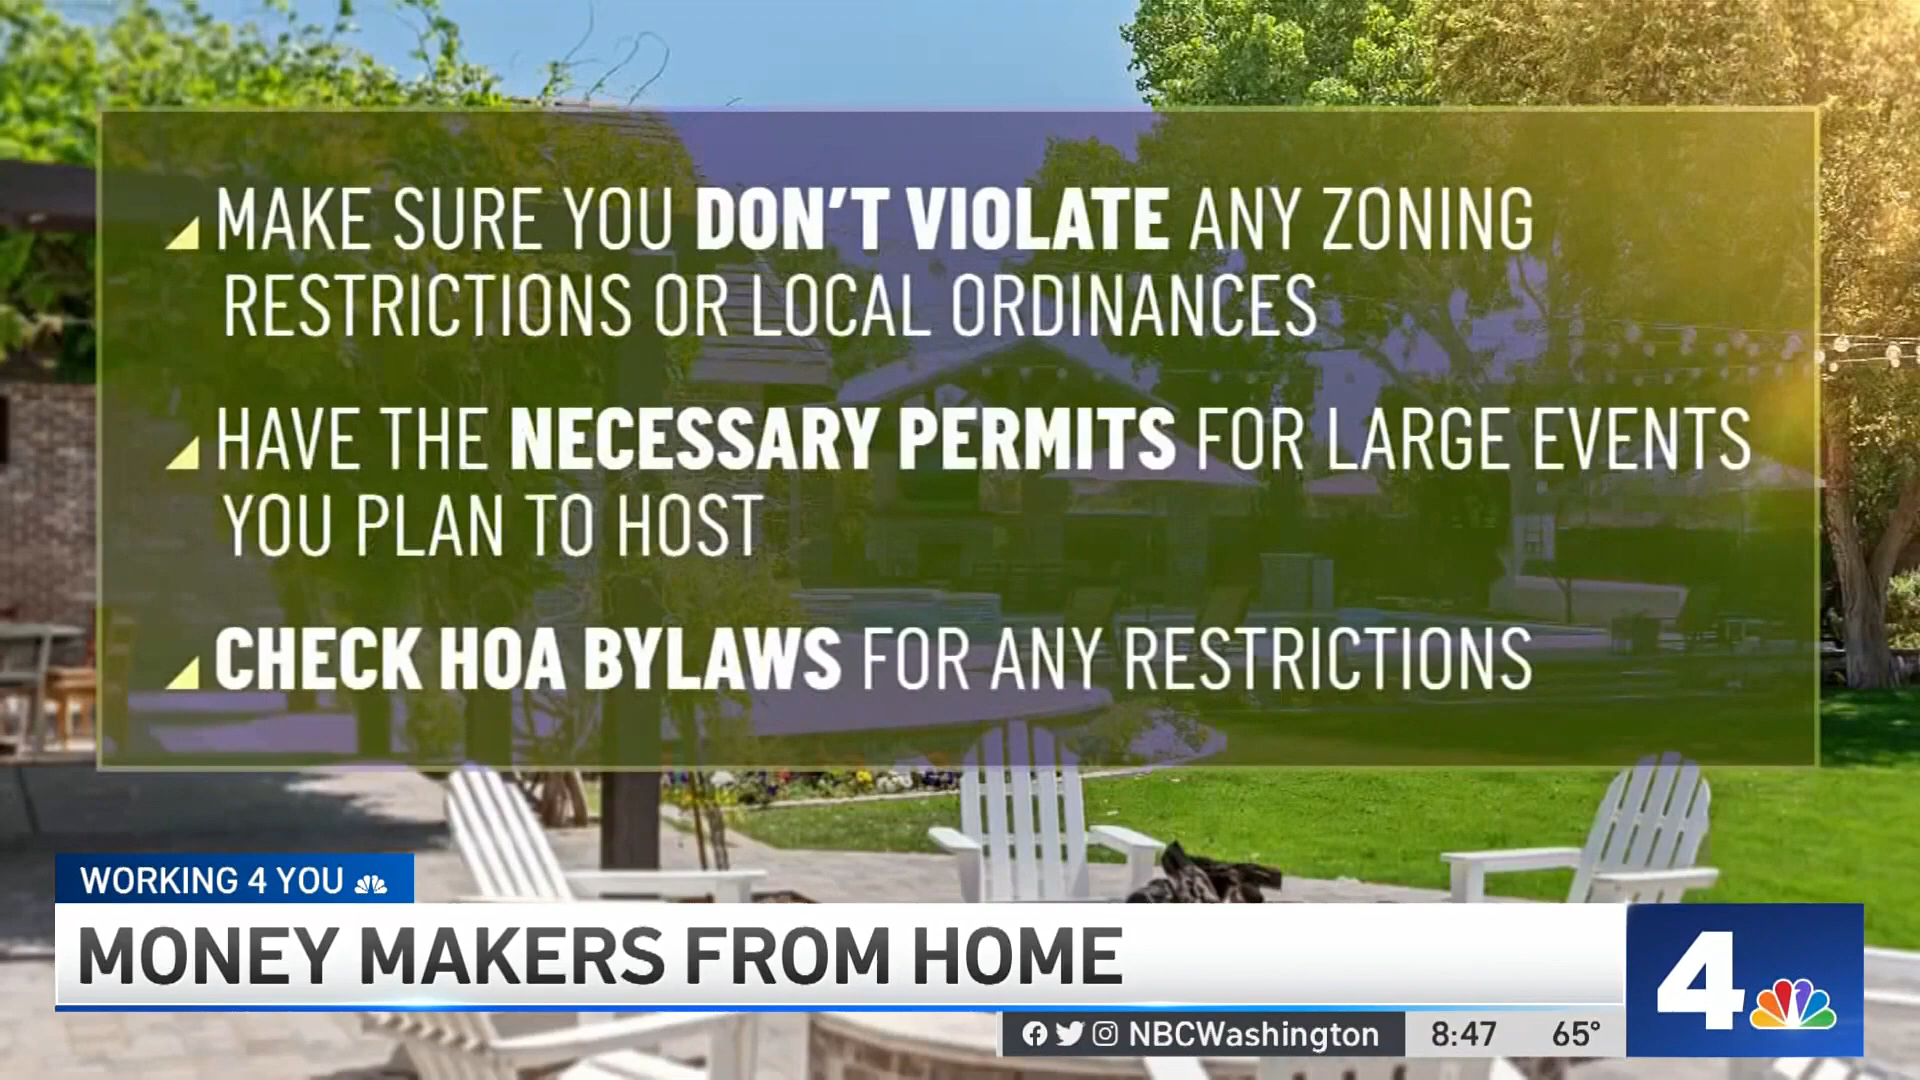 MAKE SURE YOU DON'T VIOLATE ANY ZONING
RESTRICTIONS OR LOCAL ORDINANCES
HAVE THE NECESSARY PERMITS FOR LARGE EVENTS
YOU PLAN TO HOST
CHECK HOA BYLAWS FOR ANY RESTRICTIONS
WORKING 4 YOU
MONEY MAKERS FROM HOME
4
NBCWashington 8:47 65°